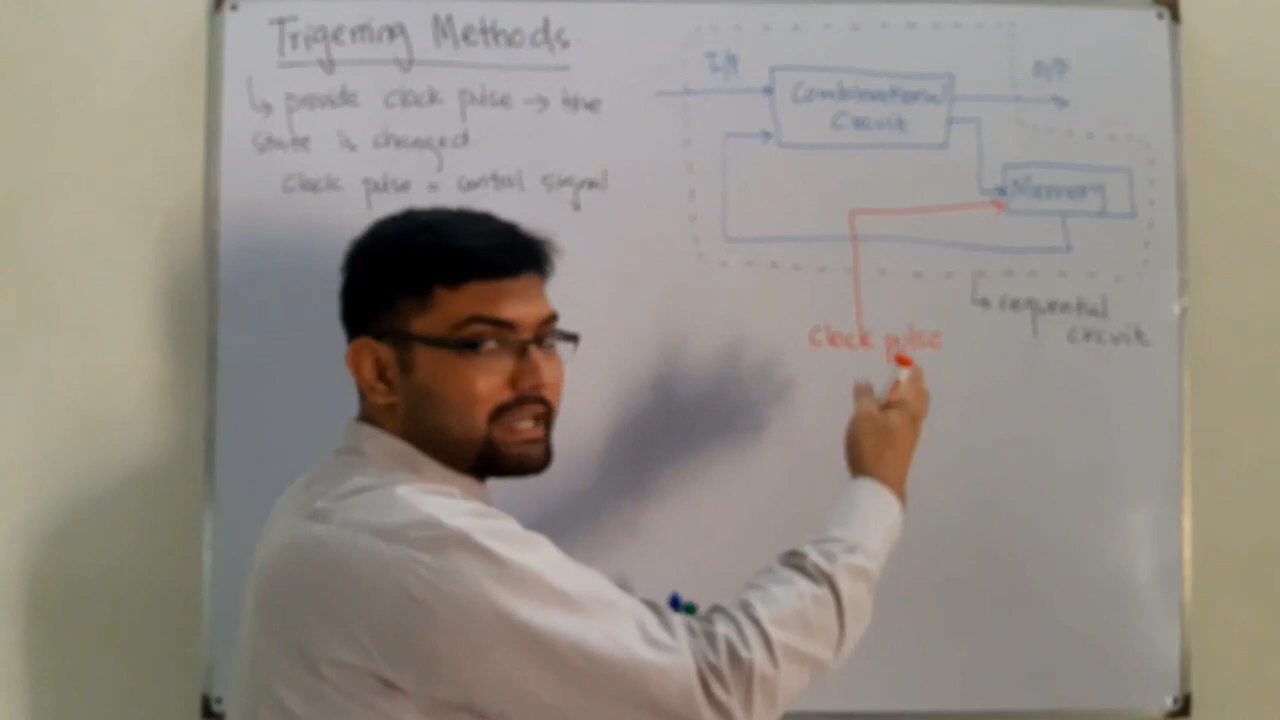 Trigering Methods
↳ provide clock pulse → the
state is changed
clock pulse = control signal
I/P
O/P
Combinational
Circuit
Memory
↳ sequential
circuit
Clock pulse